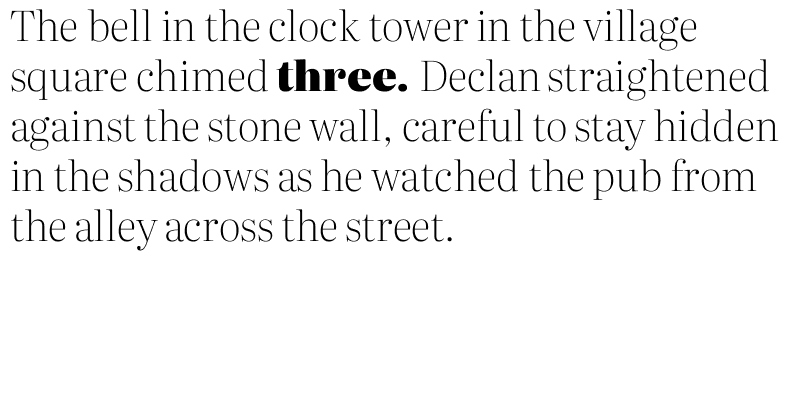 The bell in the clock tower in the village
square chimed three. Declan straightened
against the stone wall, careful to stay hidden
in the shadows as he watched the pub from
the alley across the street.